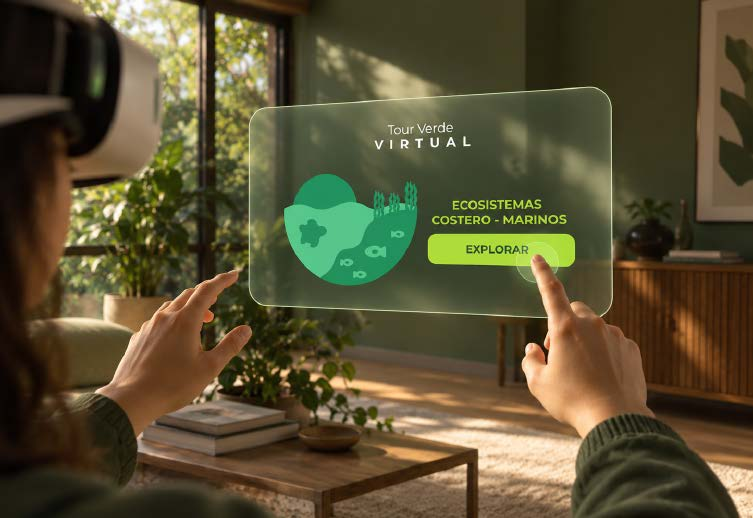 Tour Verde
VIRTUAL
ECOSISTEMAS
COSTERO - MARINOS
EXPLORAR